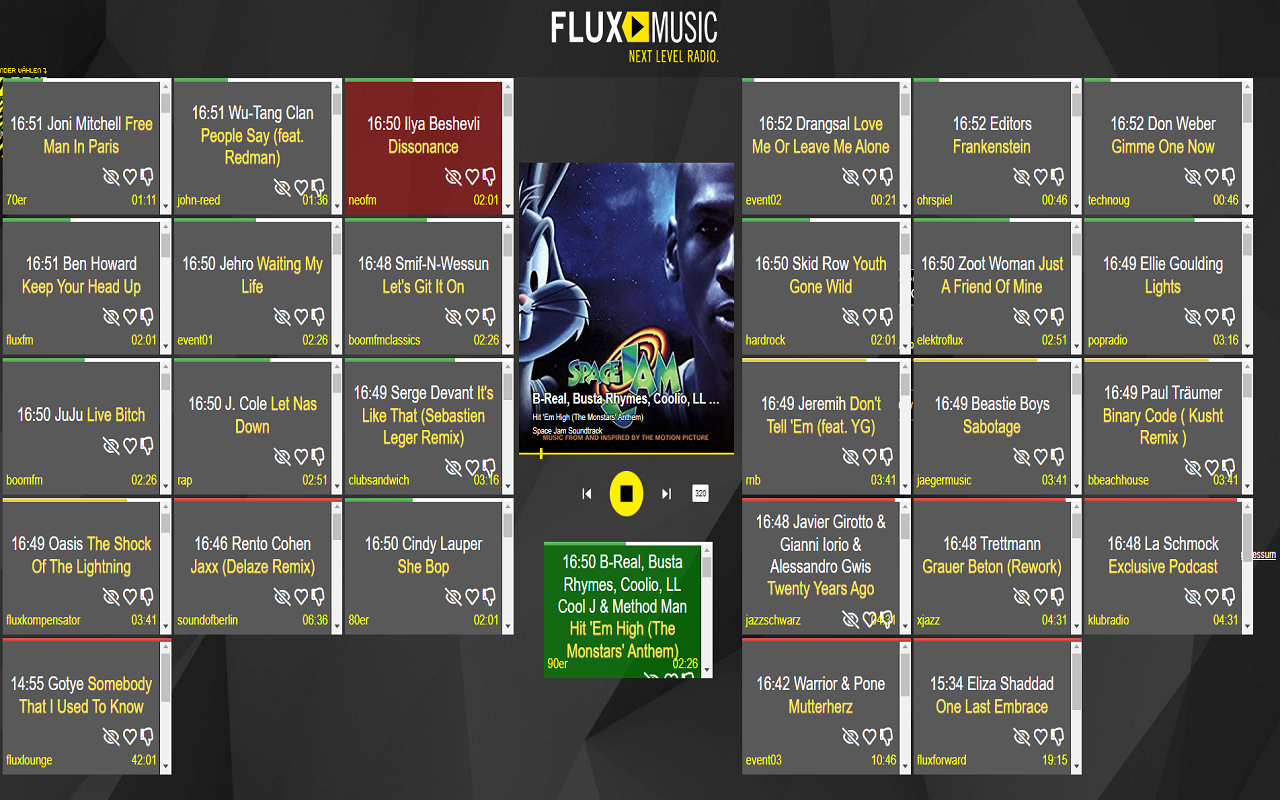 FLUX MUSIC
NEXT LEVEL RADIO.
NDER WÄHLEN
16:51 Joni Mitchell Free
Man In Paris
70er 01:11
16:51 Wu-Tang Clan
People Say (feat.
Redman)
john-reed 01:36
16:50 Ilya Beshevli
Dissonance
neofm 02:01
16:52 Drangsal Love
Me Or Leave Me Alone
event02 00:21
16:52 Editors
Frankenstein
ohrspiel 00:46
16:52 Don Weber
Gimme One Now
technoug 00:46
16:51 Ben Howard
Keep Your Head Up
fluxfm 02:01
16:50 Jehro Waiting My
Life
event01 02:26
16:48 Smif-N-Wessun
Let's Git It On
boomfmclassics 02:26
16:50 Skid Row Youth
Gone Wild
hardrock 02:01
16:50 Zoot Woman Just
A Friend Of Mine
elektroflux 02:51
16:49 Ellie Goulding
Lights
popradio 03:16
16:50 JuJu Live Bitch
boomfm 02:26
16:50 J. Cole Let Nas
Down
rap 02:51
16:49 Serge Devant It's
Like That (Sebastien
Leger Remix)
clubsandwich 03:16
SPACE JAM
B-Real, Busta Rhymes, Coolio, LL ...
Hit 'Em High (The Monstars' Anthem)
Space Jam Soundtrack
MUSIC FROM AND INSPIRED BY THE MOTION PICTURE
320
16:49 Jeremih Don't
Tell 'Em (feat. YG)
rnb 03:41
16:49 Beastie Boys
Sabotage
jaegermusic 03:41
16:49 Paul Träumer
Binary Code ( Kusht
Remix )
bbeachhouse 03:41
16:49 Oasis The Shock
Of The Lightning
fluxkompensator 03:41
16:46 Rento Cohen
Jaxx (Delaze Remix)
soundofberlin 06:36
16:50 Cindy Lauper
She Bop
80er 02:01
16:50 B-Real, Busta
Rhymes, Coolio, LL
Cool J & Method Man
Hit 'Em High (The
Monstars' Anthem)
90er 02:26
16:48 Javier Girotto &
Gianni Iorio &
Alessandro Gwis
Twenty Years Ago
jazzschwarz 04:31
16:48 Trettmann
Grauer Beton (Rework)
xjazz 04:31
16:48 La Schmock
Exclusive Podcast
klubradio 04:31
essum
14:55 Gotye Somebody
That I Used To Know
fluxlounge 42:01
16:42 Warrior & Pone
Mutterherz
event03 10:46
15:34 Eliza Shaddad
One Last Embrace
fluxforward 19:15